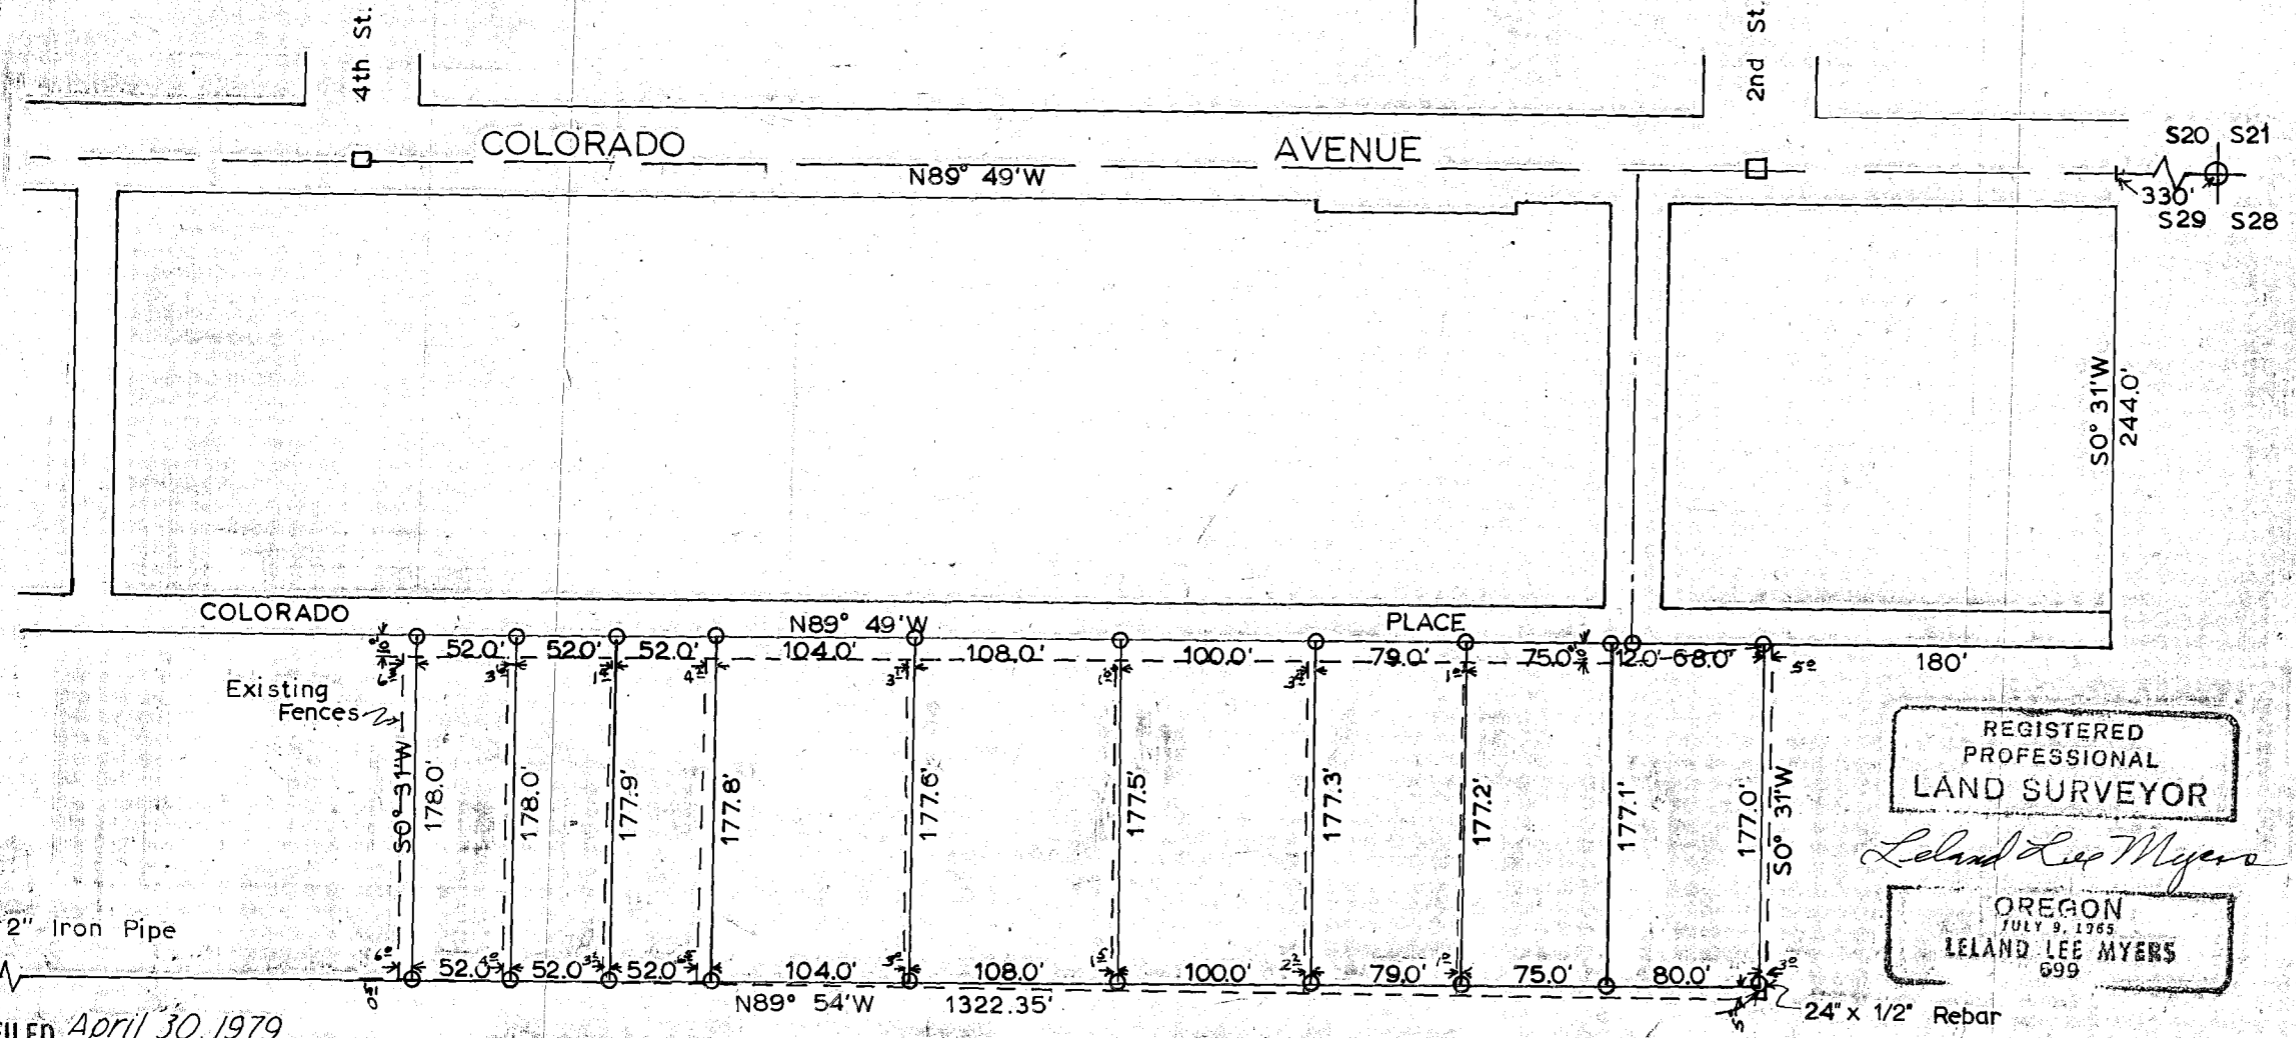 4th St.
2nd St.
COLORADO AVENUE
N89° 49'W
S20 S21
330'
S29 S28
S0° 31'W
244.0'
COLORADO PLACE
N89° 49'W
52.0' 52.0' 52.0' 104.0' 108.0' 100.0' 79.0' 75.0' 12.0' 68.0' 180'
Existing
Fences
S0° 31'W
178.0' 178.0' 177.9' 177.8' 177.6' 177.5' 177.3' 177.2' 177.1' 177.0'
S0° 31'W
REGISTERED
PROFESSIONAL
LAND SURVEYOR
Leland Lee Myers
OREGON
JULY 9, 1965
LELAND LEE MYERS
699
2" Iron Pipe
52.0' 52.0' 52.0' 104.0' 108.0' 100.0' 79.0' 75.0' 80.0'
N89° 54'W 1322.35'
24" x 1/2" Rebar
FILED April 30, 1979